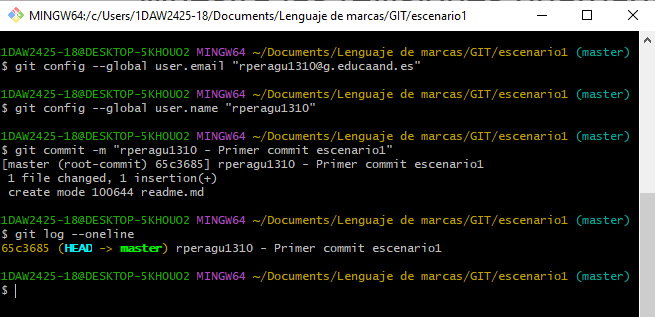 MINGW64:/c/Users/1DAW2425-18/Documents/Lenguaje de marcas/GIT/escenario1
1DAW2425-18@DESKTOP-5KHOUO2 MINGW64 ~/Documents/Lenguaje de marcas/GIT/escenario1 (master)
$ git config --global user.email "rperagu1310@g.educaand.es"
1DAW2425-18@DESKTOP-5KHOUO2 MINGW64 ~/Documents/Lenguaje de marcas/GIT/escenario1 (master)
$ git config --global user.name "rperagu1310"
1DAW2425-18@DESKTOP-5KHOUO2 MINGW64 ~/Documents/Lenguaje de marcas/GIT/escenario1 (master)
$ git commit -m "rperagu1310 - Primer commit escenario1"
[master (root-commit) 65c3685] rperagu1310 - Primer commit escenario1
1 file changed, 1 insertion(+)
create mode 100644 readme.md
1DAW2425-18@DESKTOP-5KHOUO2 MINGW64 ~/Documents/Lenguaje de marcas/GIT/escenario1 (master)
$ git log --oneline
65c3685 (HEAD -> master) rperagu1310 - Primer commit escenario1
1DAW2425-18@DESKTOP-5KHOUO2 MINGW64 ~/Documents/Lenguaje de marcas/GIT/escenario1 (master)
$